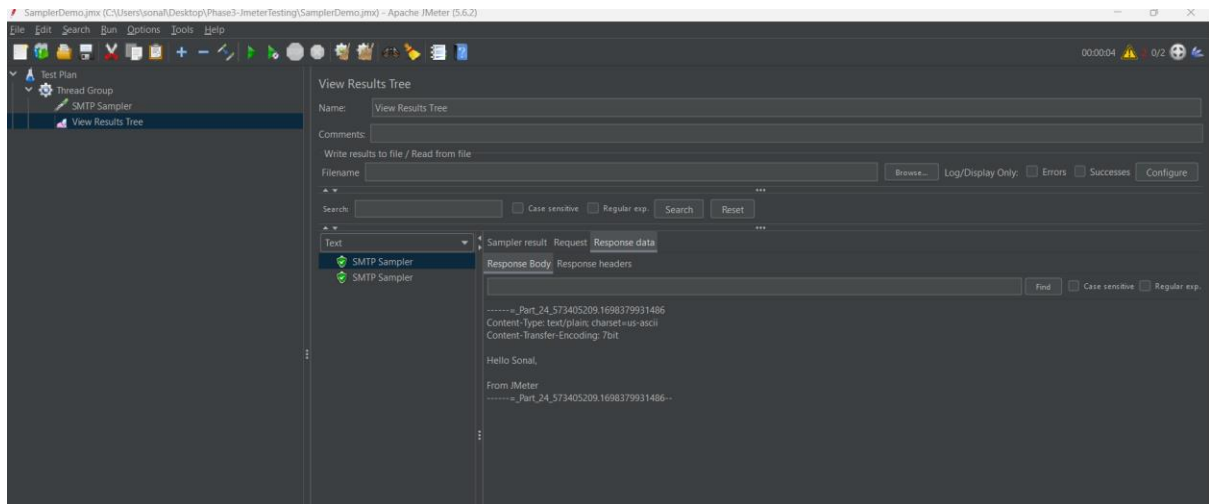 SamplerDemo.jmx (C:\Users\sonal\Desktop\Phase3-JmeterTesting\SamplerDemo.jmx) - Apache JMeter (5.6.2)
File Edit Search Run Options Tools Help
00:00:04 0/2
Test Plan
Thread Group
SMTP Sampler
View Results Tree
View Results Tree
Name: View Results Tree
Comments:
Write results to file / Read from file
Filename Browse... Log/Display Only: Errors Successes Configure
Search: Case sensitive Regular exp. Search Reset
Text
SMTP Sampler
SMTP Sampler
Sampler result Request Response data
Response Body Response headers
Find Case sensitive Regular exp.
------=_Part_24_573405209.1698379931486
Content-Type: text/plain; charset=us-ascii
Content-Transfer-Encoding: 7bit
Hello Sonal,
From JMeter
------=_Part_24_573405209.1698379931486--